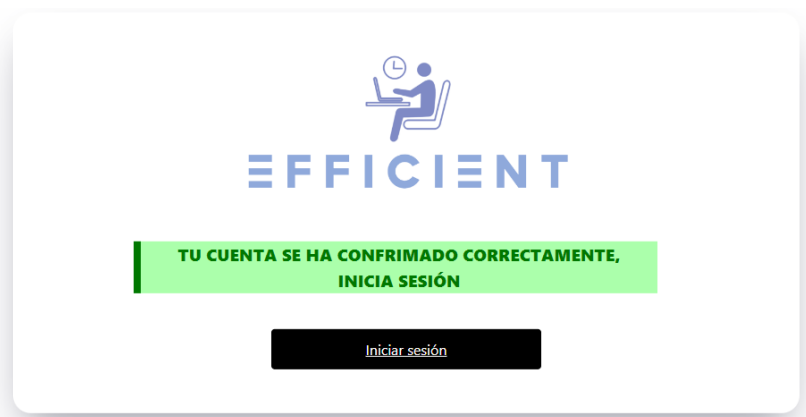 EFFICIENT
TU CUENTA SE HA CONFRIMADO CORRECTAMENTE,
INICIA SESIÓN
Iniciar sesión